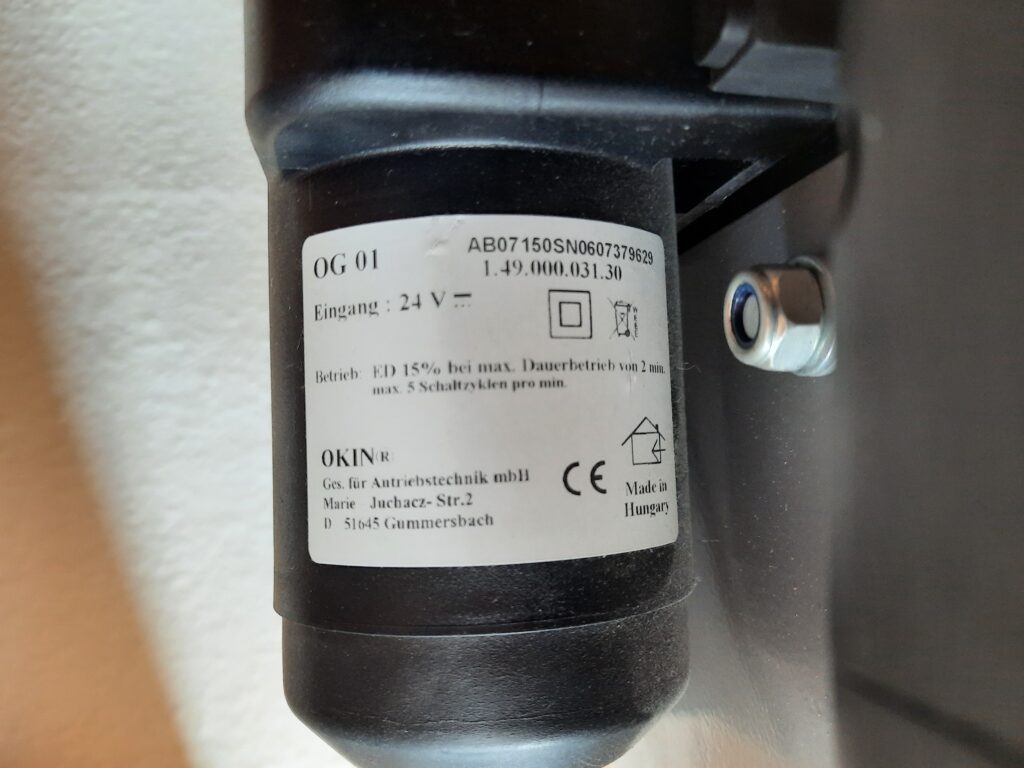 OG 01
AB07150SN0607379629
1.49.000.031.30
Eingang : 24 V
Betrieb: ED 15% bei max. Dauerbetrieb von 2 min.
max. 5 Schaltzyklen pro min.
OKIN(R)
Ges. für Antriebstechnik mbH
Marie Juchacz- Str.2
D 51645 Gummersbach
CE
Made in
Hungary